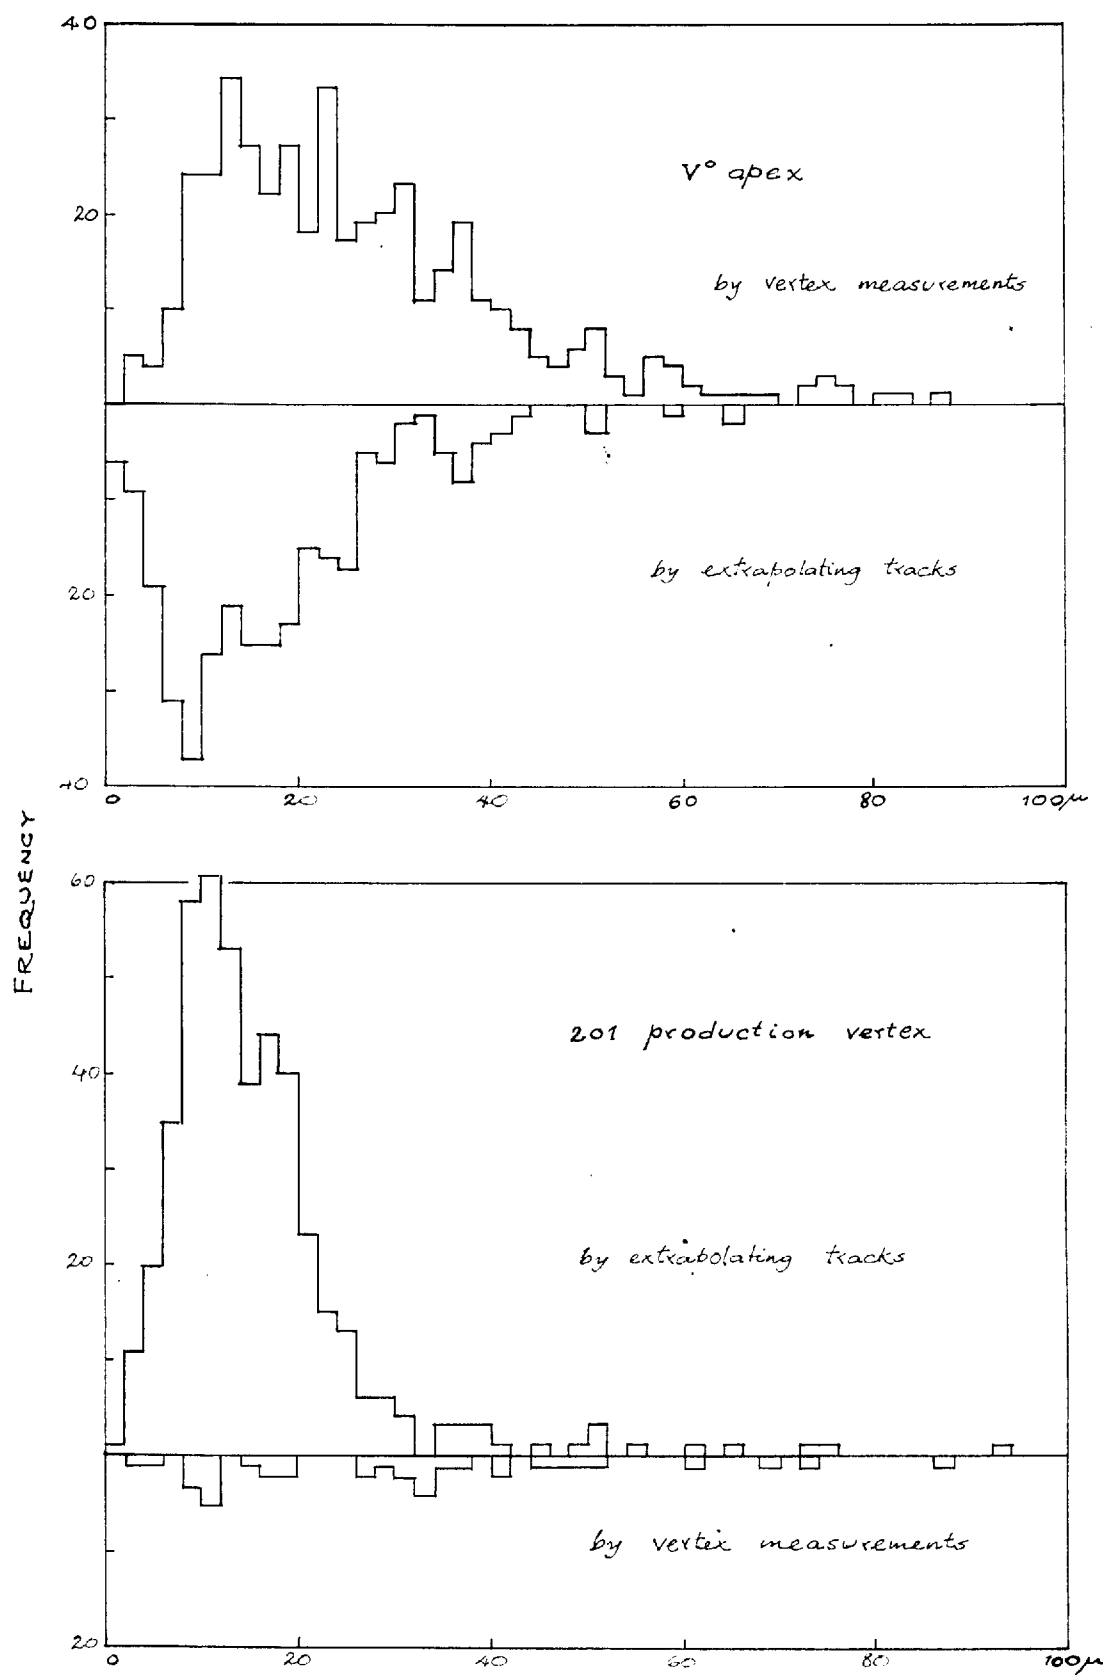 40
V° apex
20
by vertex measurements
by extrapolating tracks
20
40
0 20 40 60 80 100μ
FREQUENCY
60
201 production vertex
40
by extrapolating tracks
20
by vertex measurements
20
0 20 40 60 80 100μ